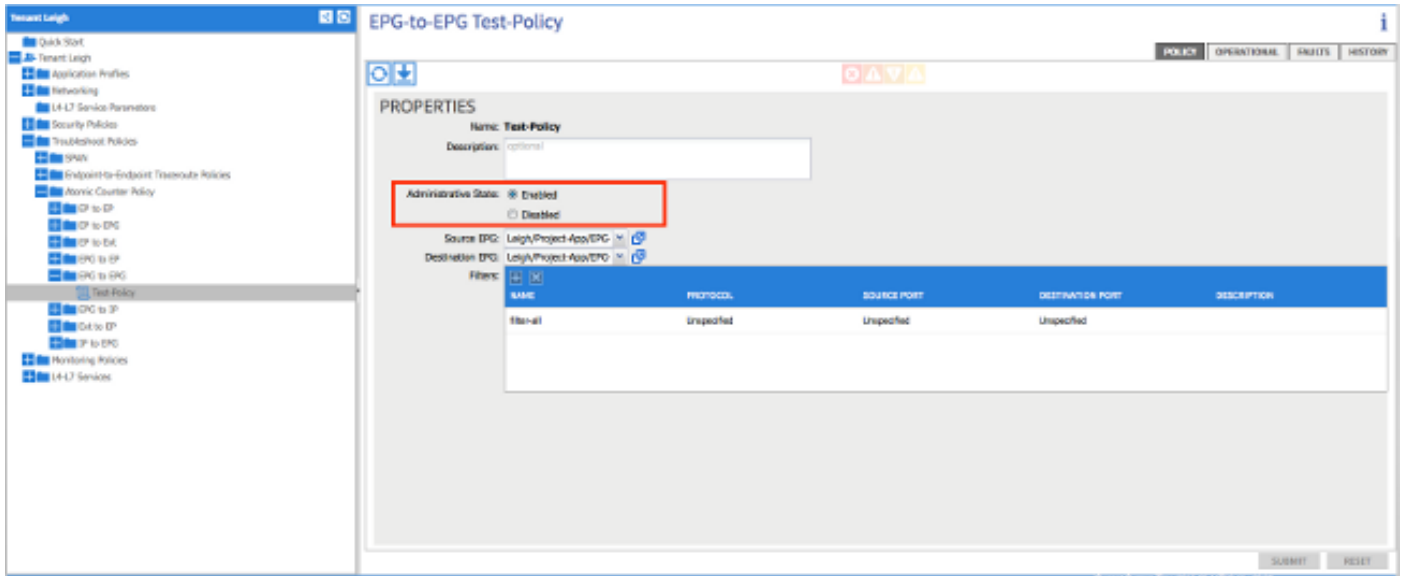 Tenant Leigh
Quick Start
Tenant Leigh
Application Profiles
Networking
L4-L7 Service Parameters
Security Policies
Troubleshoot Policies
SPAN
Endpoint-to-Endpoint Traceroute Policies
Atomic Counter Policy
EP to EP
EP to EPG
EP to Ext
EPG to EP
EPG to EPG
Test-Policy
EPG to IP
Ext to EP
IP to EPG
Monitoring Policies
L4-L7 Services
EPG-to-EPG Test-Policy
i
POLICY OPERATIONAL FAULTS HISTORY
PROPERTIES
Name: Test-Policy
Description: optional
Administrative State: Enabled
Disabled
Source EPG: Leigh/Project-App/EPG-
Destination EPG: Leigh/Project-App/EPG
Filters:
NAME PROTOCOL SOURCE PORT DESTINATION PORT DESCRIPTION
filter-all Unspecified Unspecified Unspecified
SUBMIT RESET